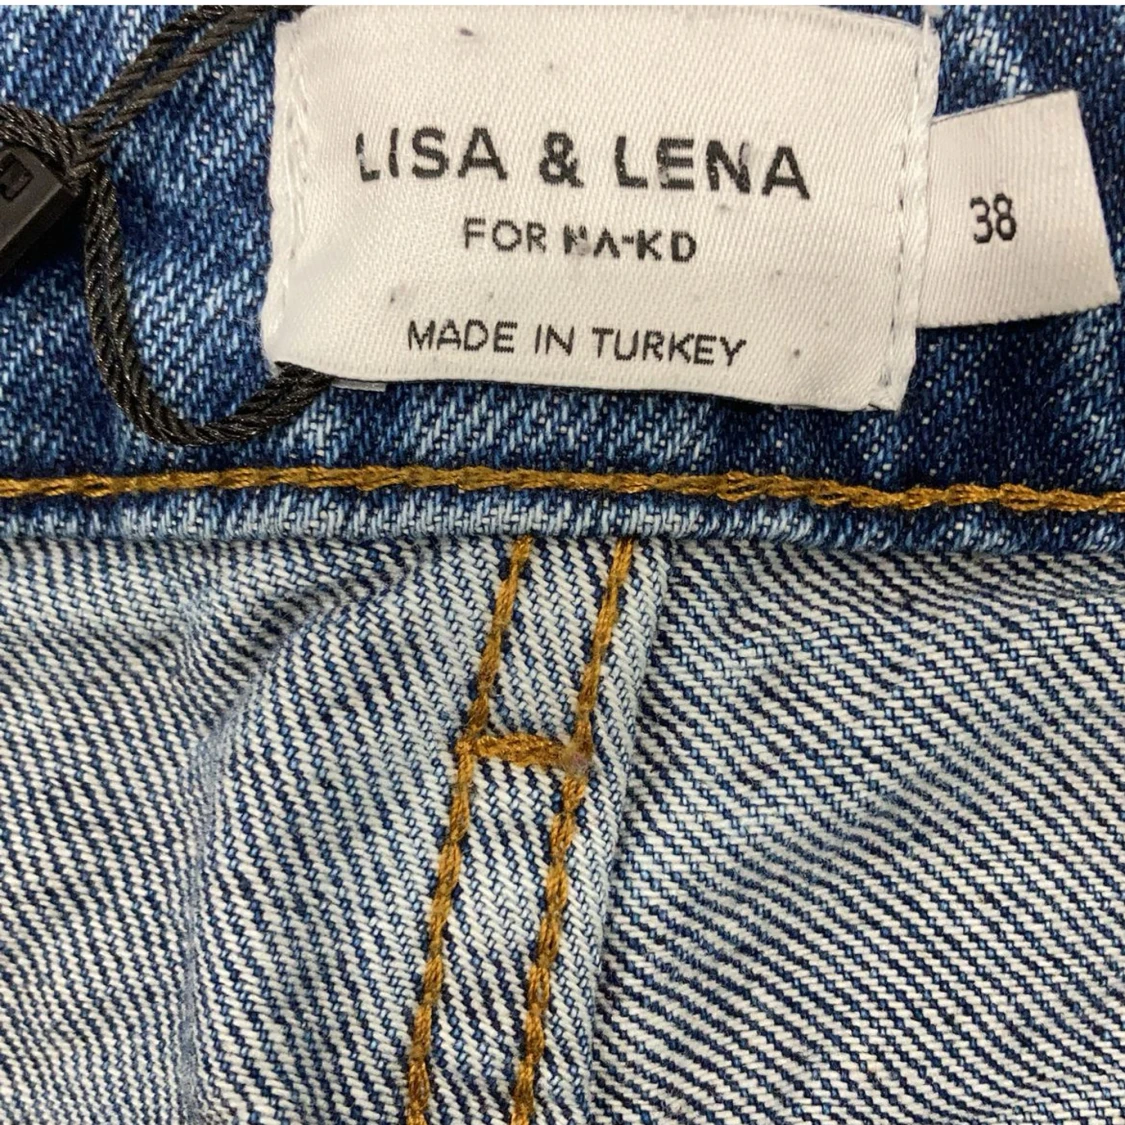 LISA & LENA
FOR NA-KD
MADE IN TURKEY
38